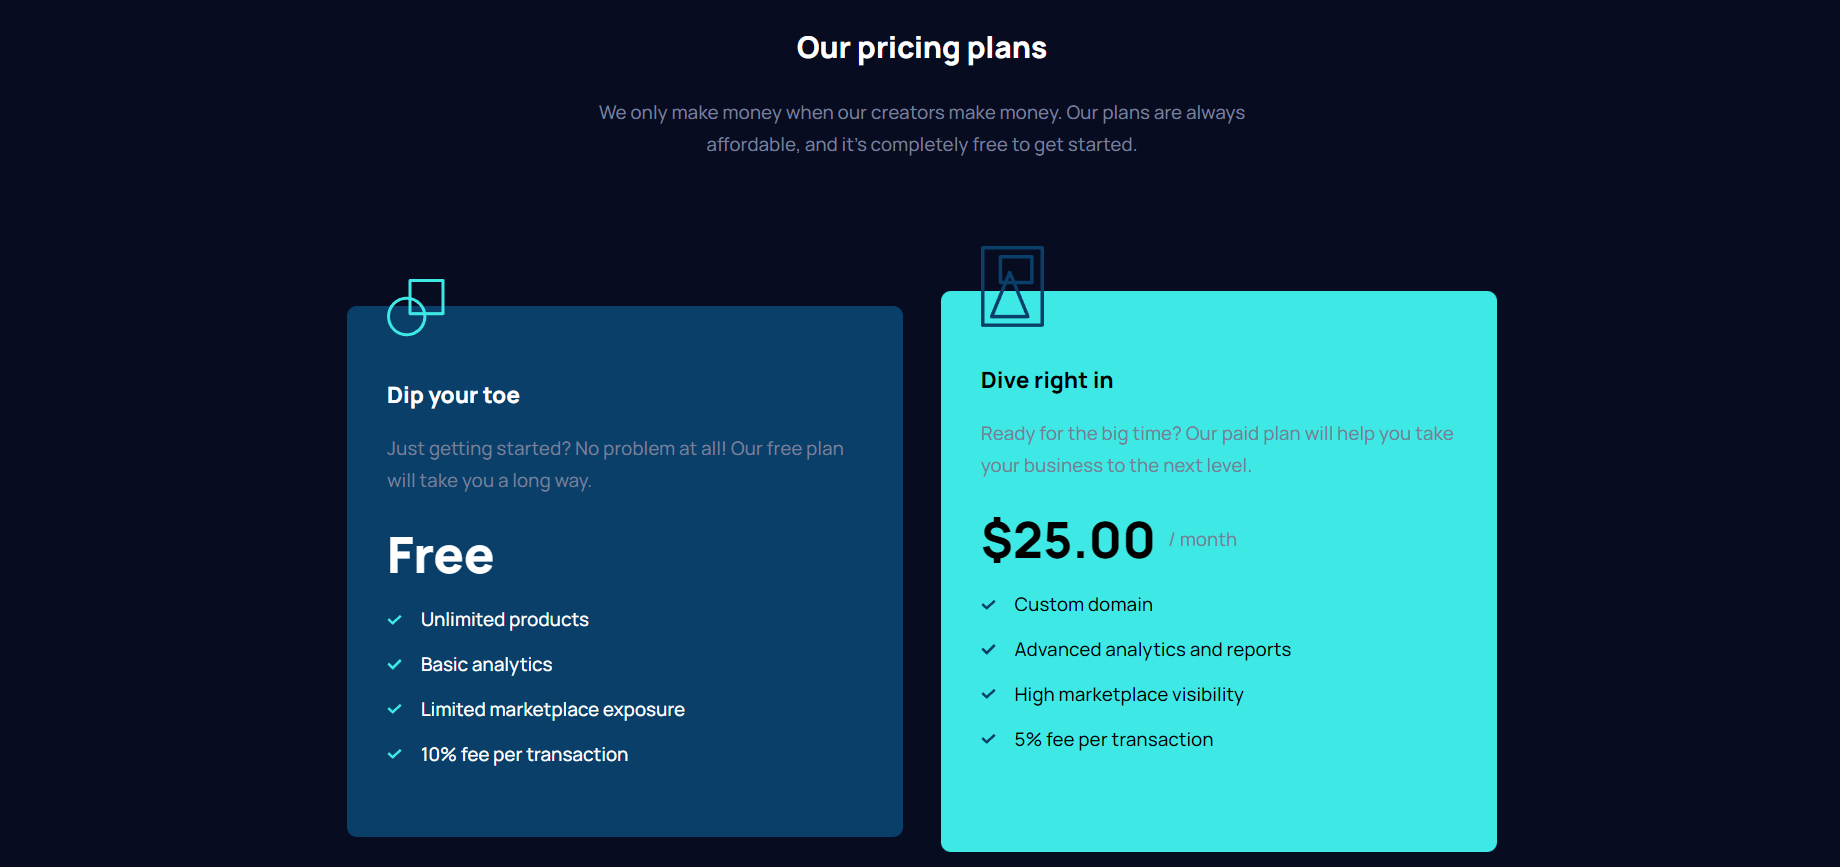 Our pricing plans
We only make money when our creators make money. Our plans are always
affordable, and it's completely free to get started.
Dip your toe
Just getting started? No problem at all! Our free plan
will take you a long way.
Free
Unlimited products
Basic analytics
Limited marketplace exposure
10% fee per transaction
Dive right in
Ready for the big time? Our paid plan will help you take
your business to the next level.
$25.00 / month
Custom domain
Advanced analytics and reports
High marketplace visibility
5% fee per transaction